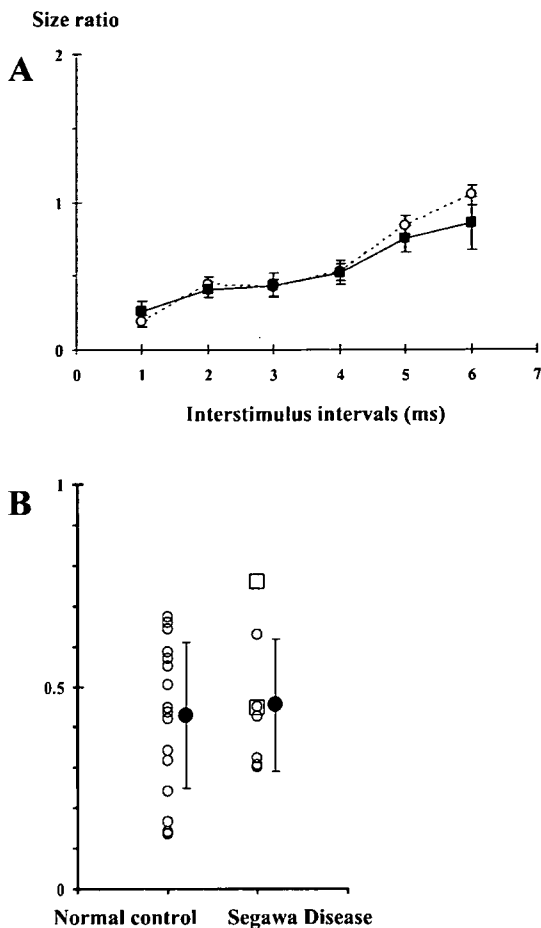 Size ratio
A
2
1
0
0 1 2 3 4 5 6 7
Interstimulus intervals (ms)
B
1
0.5
0
Normal control Segawa Disease